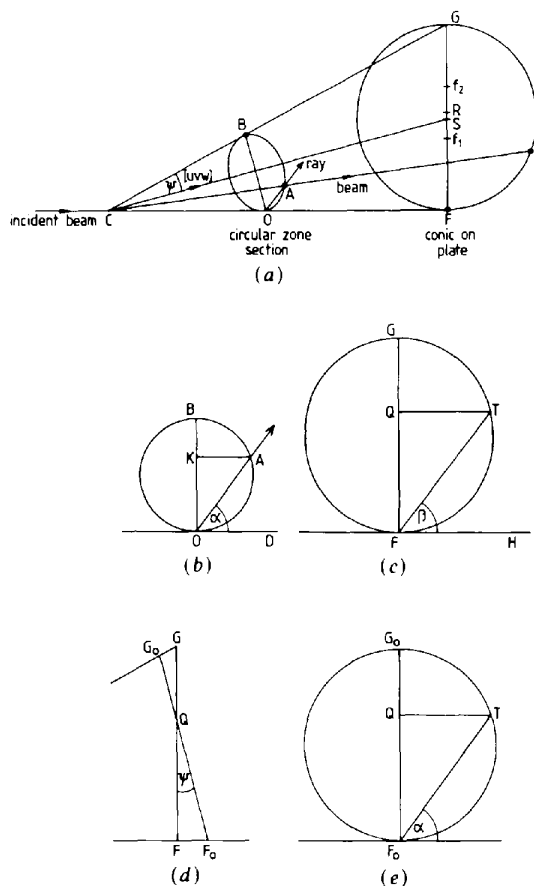 G
f₂
R
S
f₁
B
ψ
[uvw]
ray
A
beam
incident beam C
O
F
circular zone
section
conic on
plate
(a)
B
K
A
α
O
D
(b)
G
Q
T
β
F
H
(c)
G₀
G
Q
ψ
F
F₀
(d)
G₀
Q
T
α
F₀
(e)